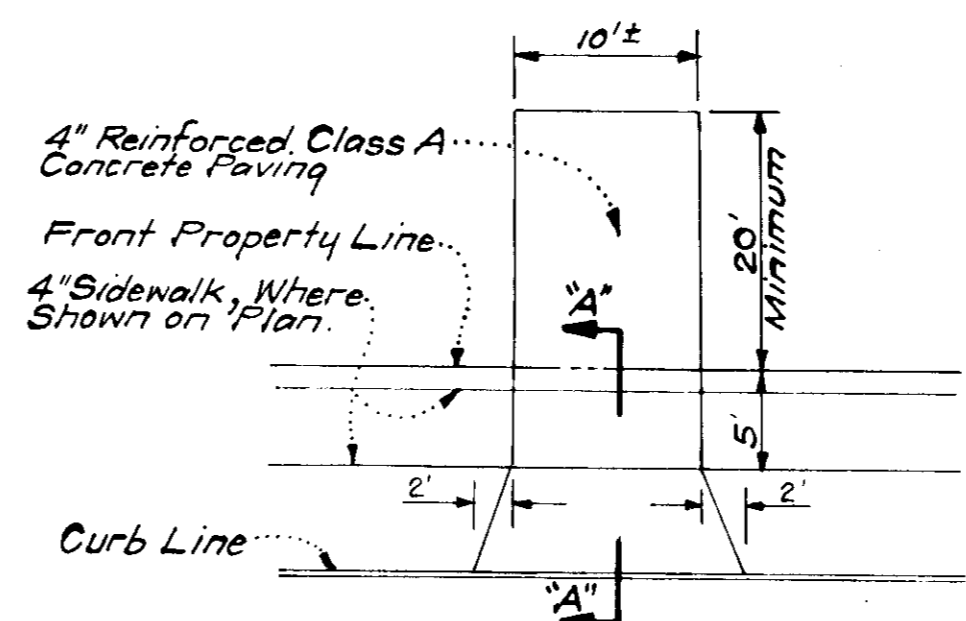 10'±
4" Reinforced. Class A
Concrete Paving
20'
Minimum
Front Property Line
4" Sidewalk, Where
Shown on Plan.
"A"
5'
2'
2'
Curb Line
"A"